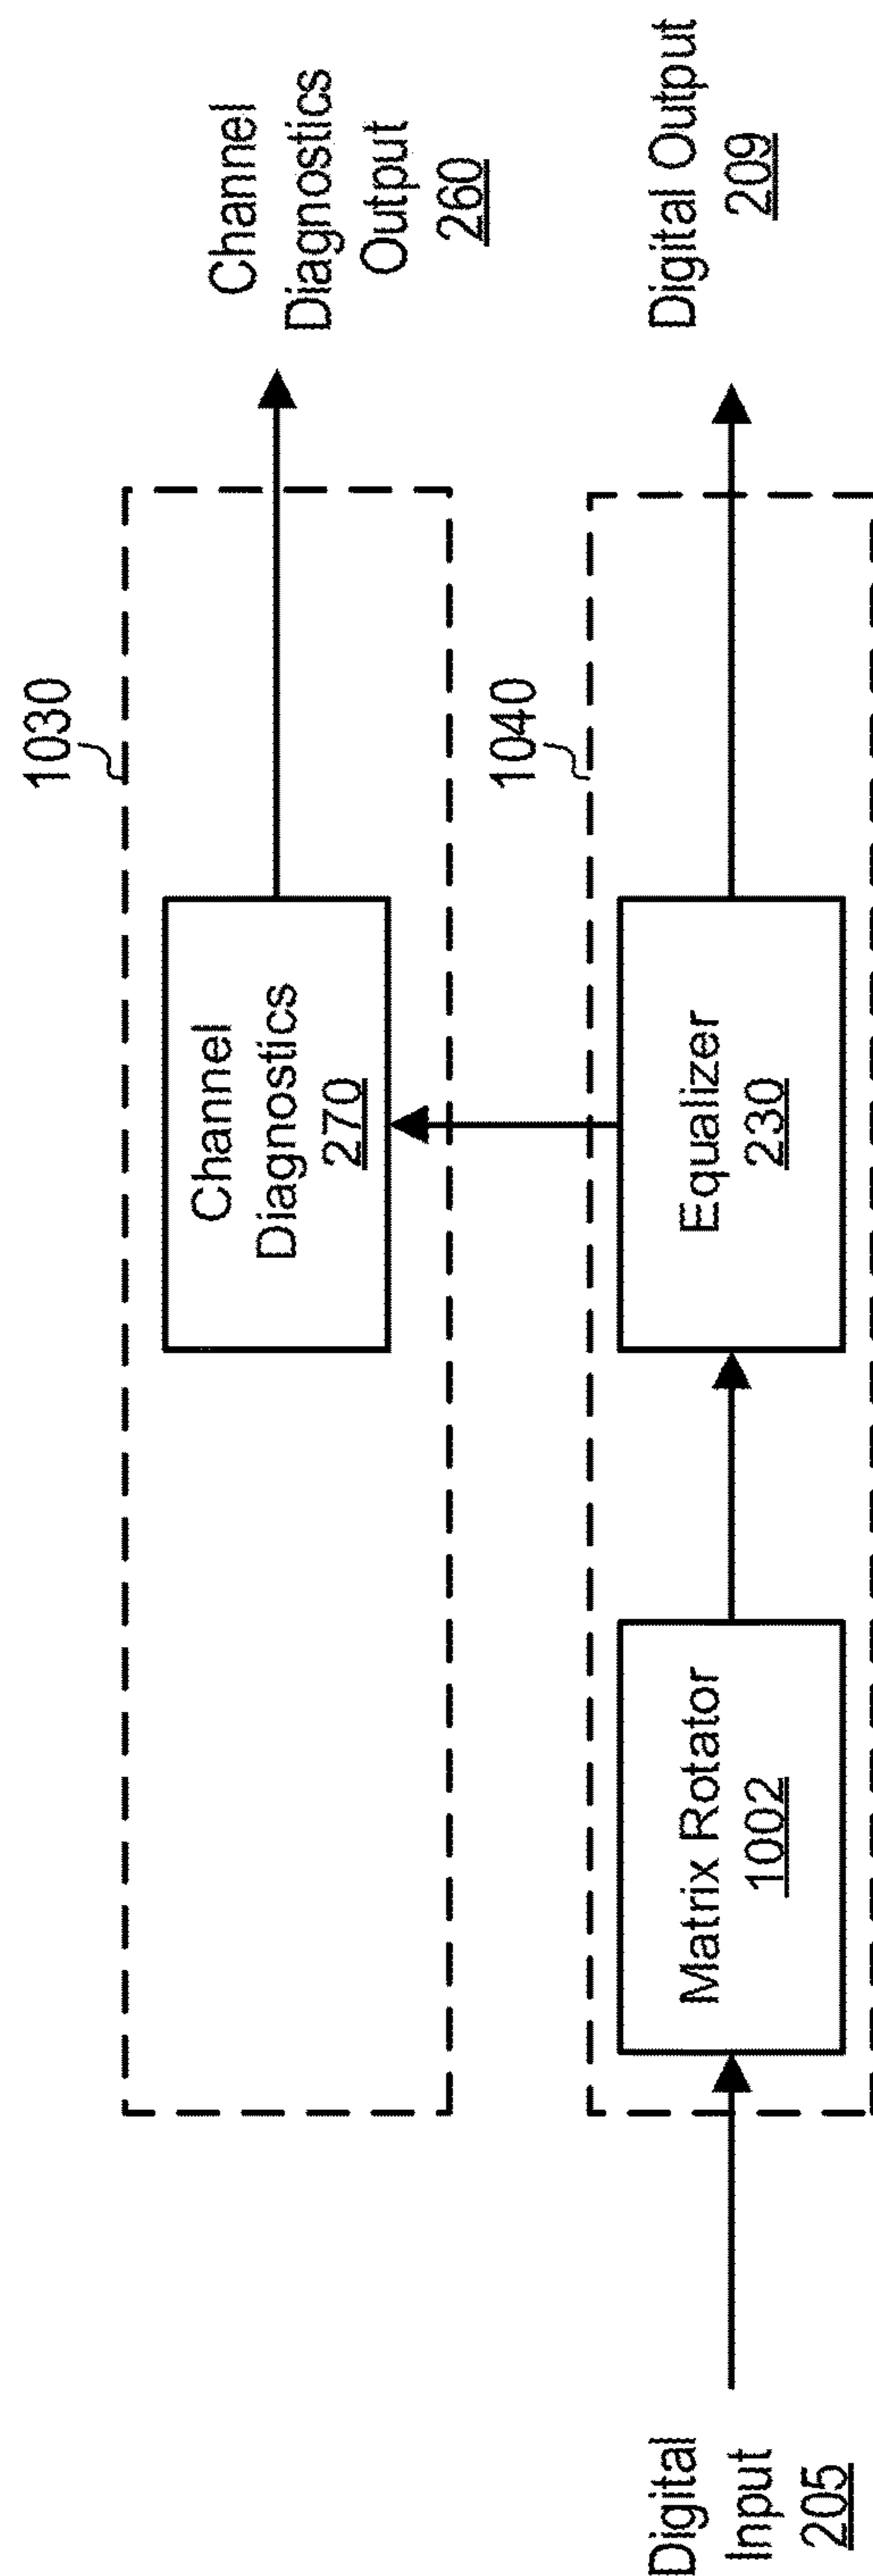 1030
Channel
Diagnostics
270
Channel
Diagnostics
Output
260
1040
Digital
Input
205
Matrix Rotator
1002
Equalizer
230
Digital Output
209